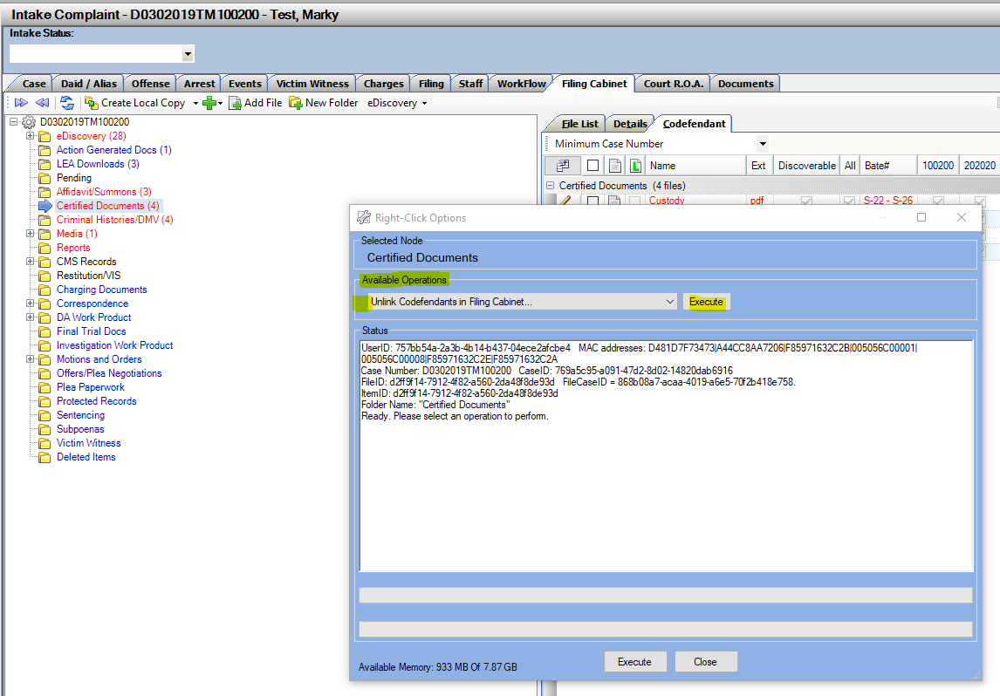 Intake Complaint - D0302019TM100200 - Test, Marky
Intake Status:
Case Daid / Alias Offense Arrest Events Victim Witness Charges Filing Staff WorkFlow Filing Cabinet Court R.O.A. Documents
Create Local Copy Add File New Folder eDiscovery
D0302019TM100200
eDiscovery (28)
Action Generated Docs (1)
LEA Downloads (3)
Pending
Affidavit/Summons (3)
Certified Documents (4)
Criminal Histories/DMV (4)
Media (1)
Reports
CMS Records
Restitution/VIS
Charging Documents
Correspondence
DA Work Product
Final Trial Docs
Investigation Work Product
Motions and Orders
Offers/Plea Negotiations
Plea Paperwork
Protected Records
Sentencing
Subpoenas
Victim Witness
Deleted Items
File List Details Codefendant
Minimum Case Number
Name Ext Discoverable All Bate# 100200 202020
Certified Documents (4 files)
Custody pdf S-22 - S-26
Right-Click Options
Selected Node
Certified Documents
Available Operations
Unlink Codefendants in Filing Cabinet... Execute
Status
UserID: 757bb54a-2a3b-4b14-b437-04ece2afcbe4 MAC addresses: D481D7F73473|A44CC8AA7206|F85971632C2B|005056C00001|
005056C00008|F85971632C2E|F85971632C2A
Case Number: D0302019TM100200 CaseID: 769a5c95-a091-47d2-8d02-14820dab6916
FileID: d2ff9f14-7912-4f82-a560-2da48f8de93d FileCaseID = 868b08a7-acaa-4019-a6e5-70f2b418e758.
ItemID: d2ff9f14-7912-4f82-a560-2da48f8de93d
Folder Name: "Certified Documents"
Ready. Please select an operation to perform.
Available Memory: 933 MB Of 7.87 GB
Execute Close